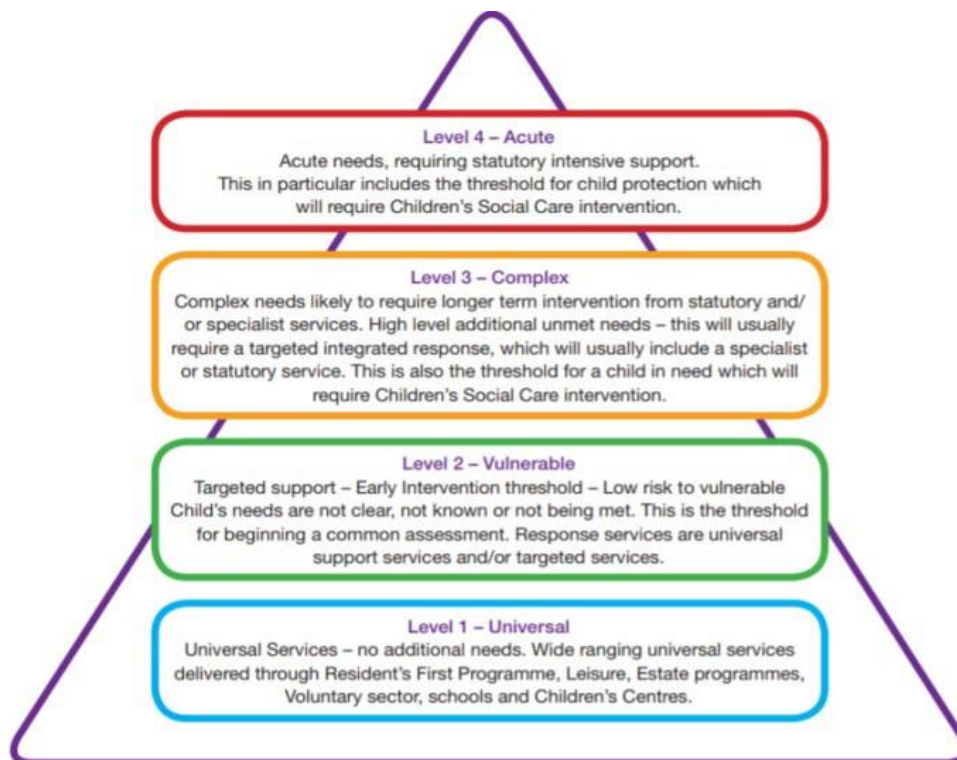 Level 4 – Acute
Acute needs, requiring statutory intensive support.
This in particular includes the threshold for child protection which
will require Children's Social Care intervention.
Level 3 – Complex
Complex needs likely to require longer term intervention from statutory and/
or specialist services. High level additional unmet needs – this will usually
require a targeted integrated response, which will usually include a specialist
or statutory service. This is also the threshold for a child in need which will
require Children's Social Care intervention.
Level 2 – Vulnerable
Targeted support – Early Intervention threshold – Low risk to vulnerable
Child's needs are not clear, not known or not being met. This is the threshold
for beginning a common assessment. Response services are universal
support services and/or targeted services.
Level 1 – Universal
Universal Services – no additional needs. Wide ranging universal services
delivered through Resident's First Programme, Leisure, Estate programmes,
Voluntary sector, schools and Children's Centres.